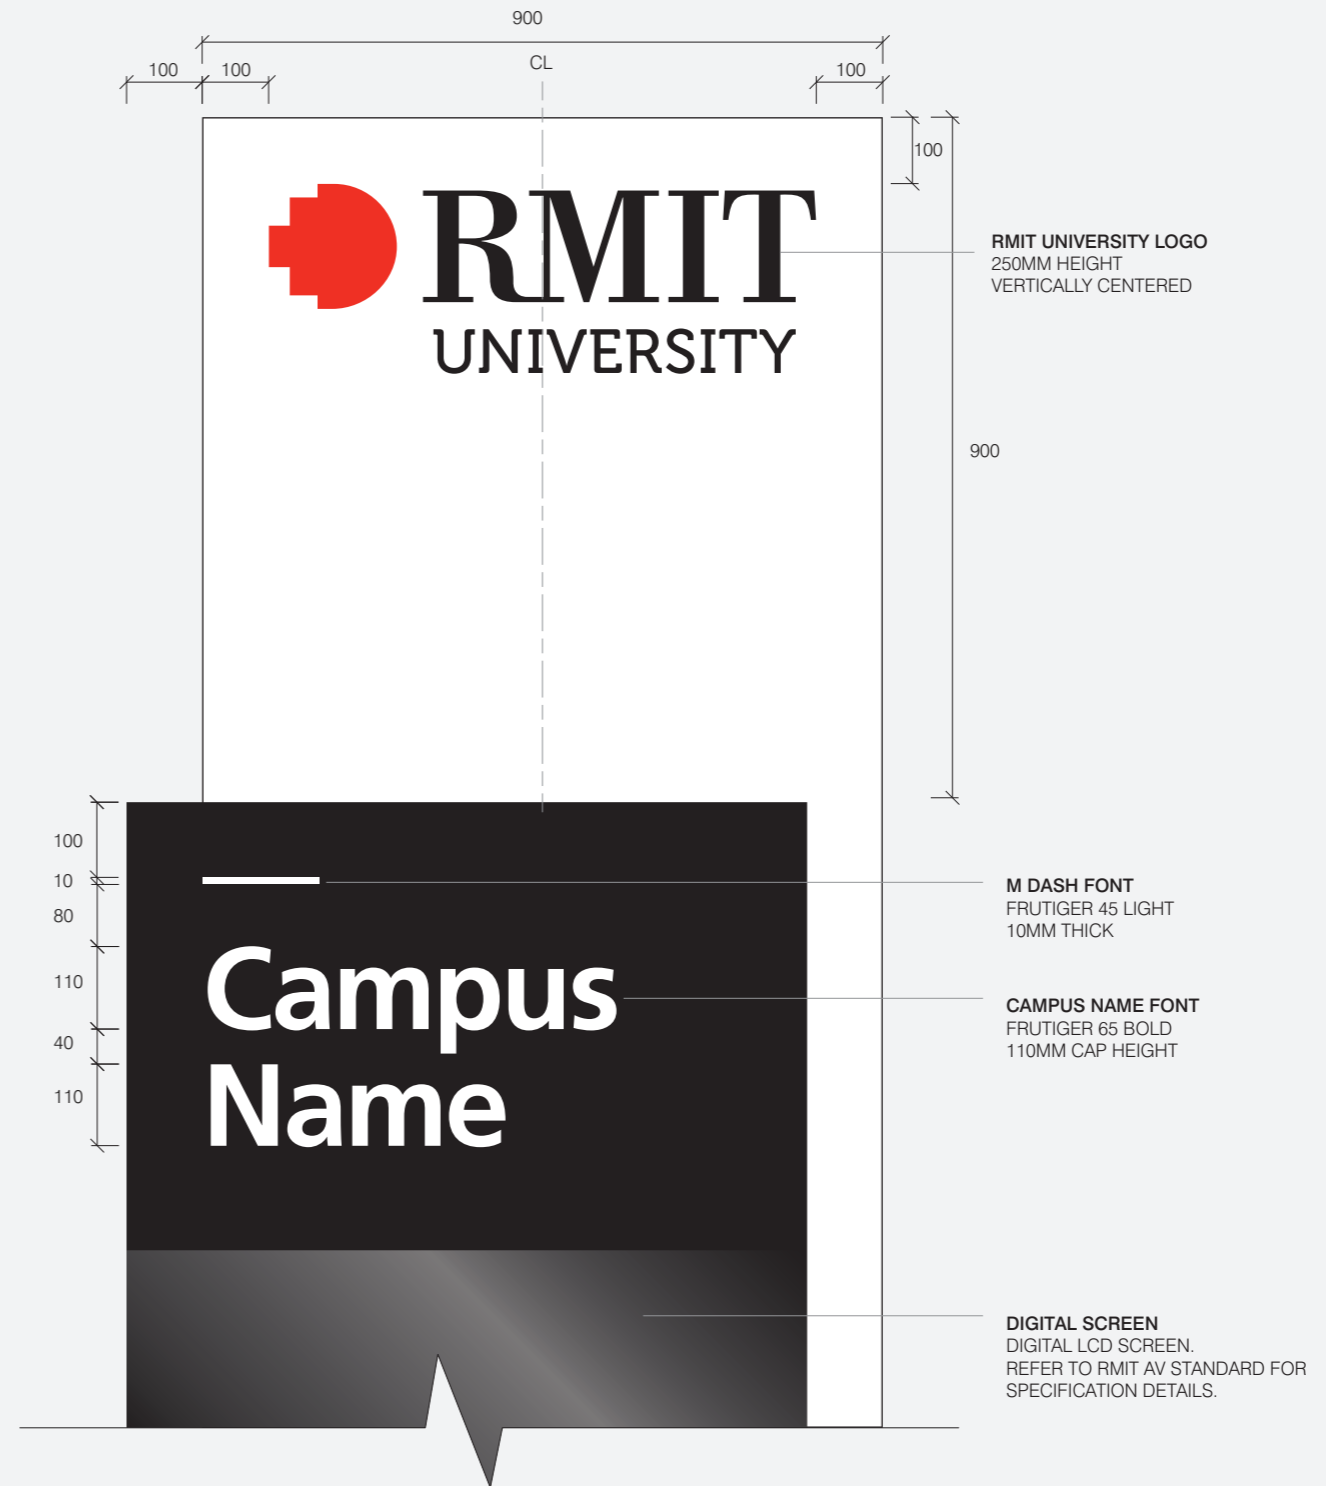 900
CL
100
100
100
100
RMIT
UNIVERSITY
RMIT UNIVERSITY LOGO
250MM HEIGHT
VERTICALLY CENTERED
900
100
10
80
110
40
110
Campus
Name
M DASH FONT
FRUTIGER 45 LIGHT
10MM THICK
CAMPUS NAME FONT
FRUTIGER 65 BOLD
110MM CAP HEIGHT
DIGITAL SCREEN
DIGITAL LCD SCREEN.
REFER TO RMIT AV STANDARD FOR
SPECIFICATION DETAILS.